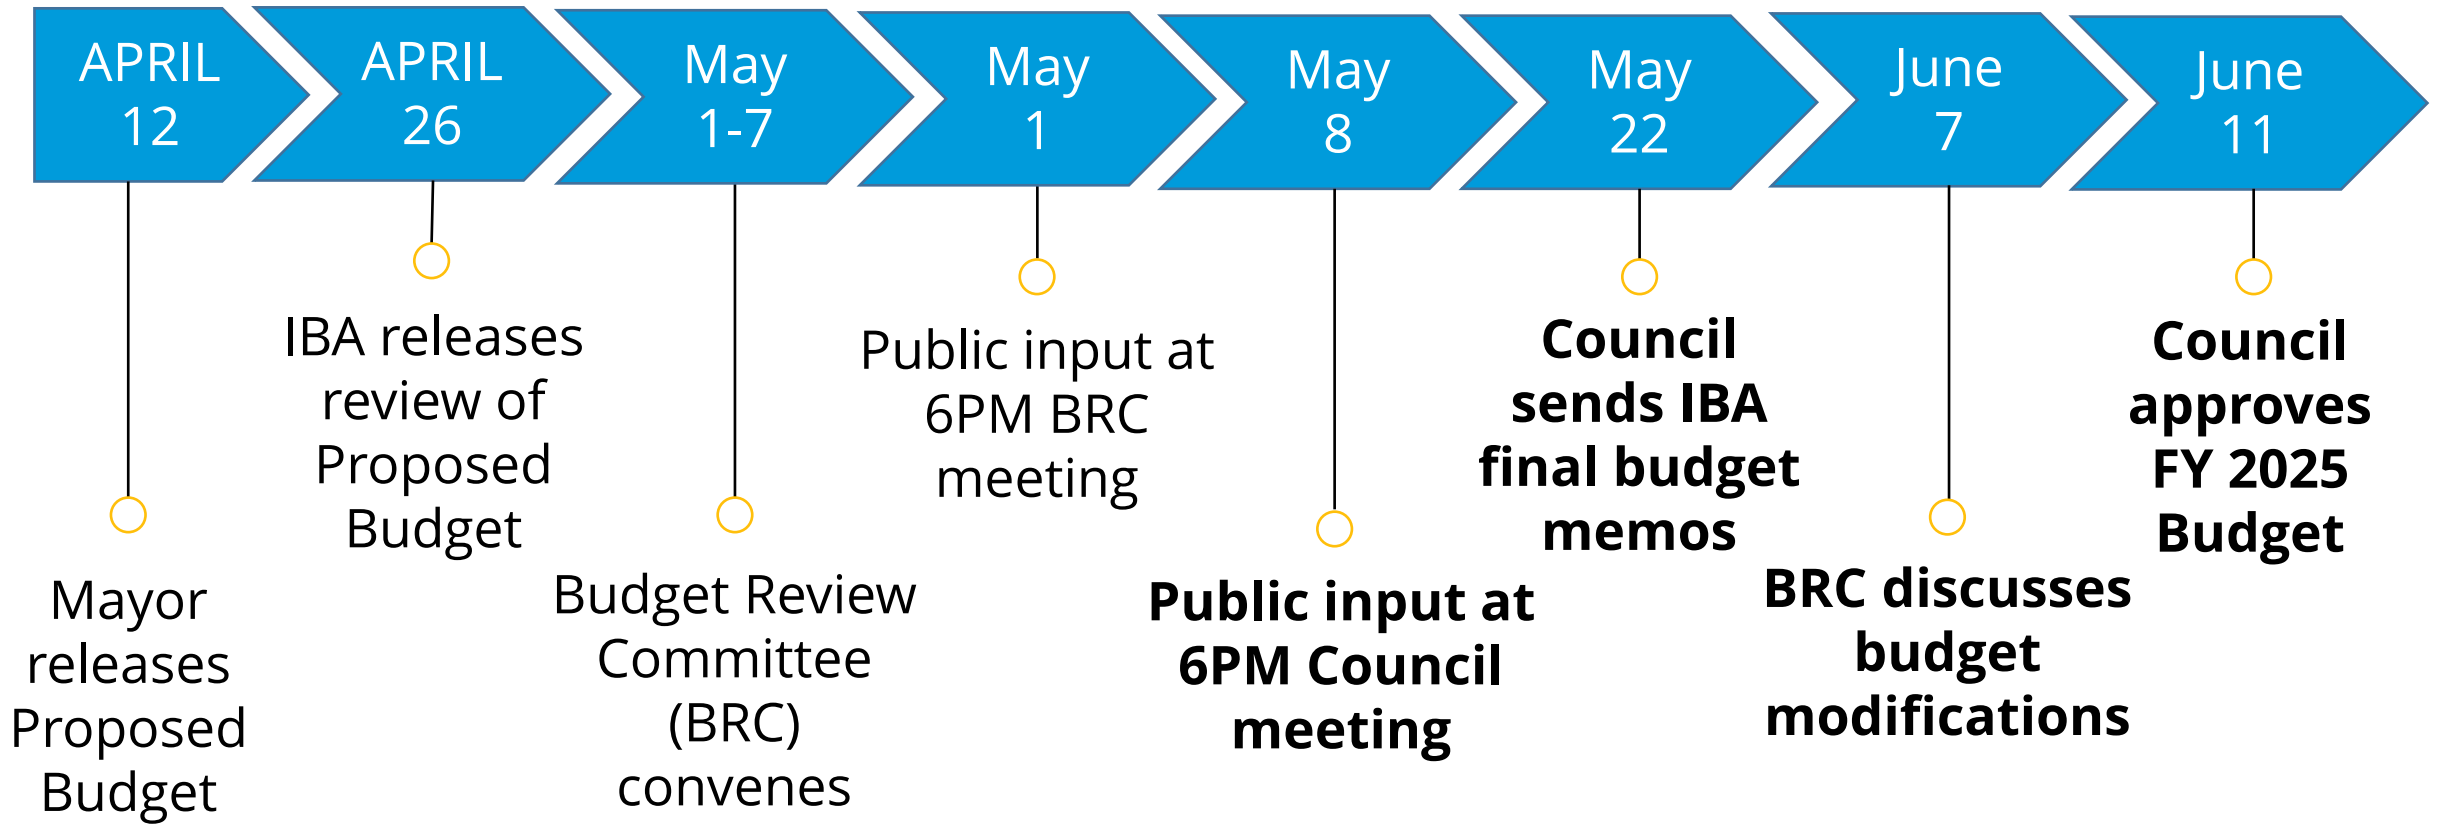 APRIL
12
APRIL
26
May
1-7
May
1
May
8
May
22
June
7
June
11
Mayor
releases
Proposed
Budget
IBA releases
review of
Proposed
Budget
Budget Review
Committee
(BRC)
convenes
Public input at
6PM BRC
meeting
Public input at
6PM Council
meeting
Council
sends IBA
final budget
memos
BRC discusses
budget
modifications
Council
approves
FY 2025
Budget